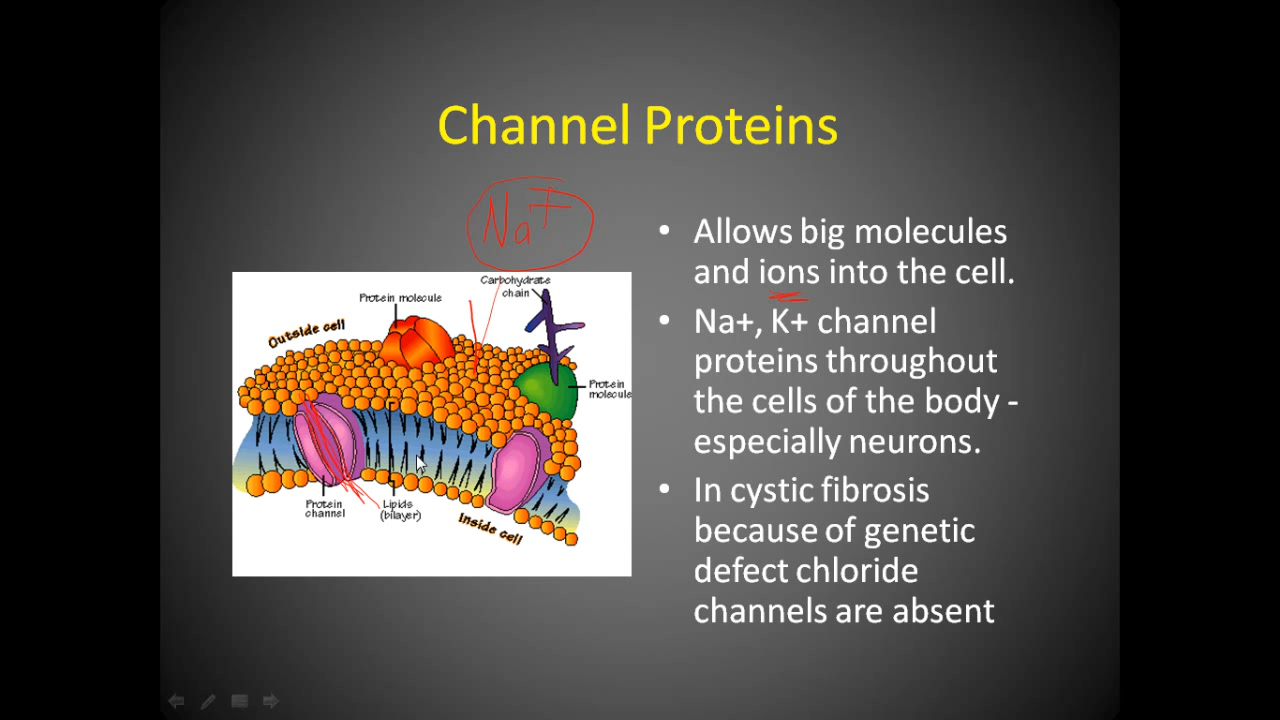 Channel Proteins
Na+
• Allows big molecules
and ions into the cell.
• Na+, K+ channel
proteins throughout
the cells of the body -
especially neurons.
• In cystic fibrosis
because of genetic
defect chloride
channels are absent
Carbohydrate
chain
Protein molecule
Outside cell
Protein
molecule
Protein
channel
Lipids
(bilayer)
Inside cell